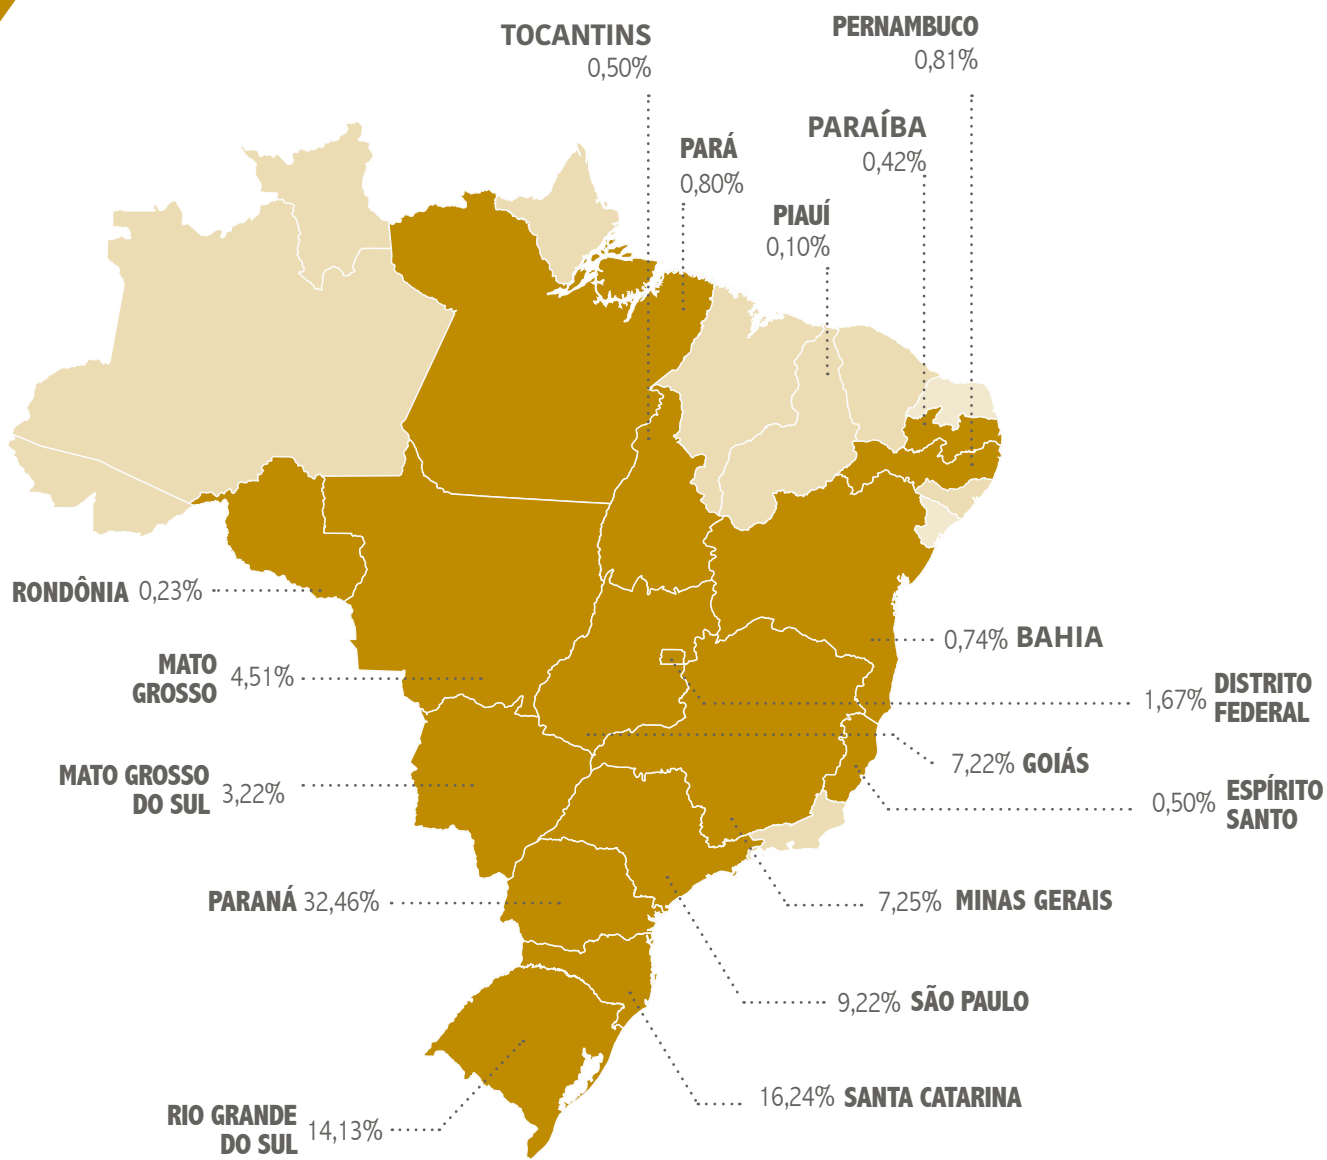 TOCANTINS
0,50%
PERNAMBUCO
0,81%
PARAÍBA
0,42%
PARÁ
0,80%
PIAUÍ
0,10%
RONDÔNIA 0,23%
0,74% BAHIA
MATO
GROSSO
4,51%
1,67%
DISTRITO
FEDERAL
7,22% GOIÁS
MATO GROSSO
DO SUL
3,22%
0,50%
ESPÍRITO
SANTO
PARANÁ 32,46%
7,25% MINAS GERAIS
9,22% SÃO PAULO
16,24% SANTA CATARINA
RIO GRANDE
DO SUL
14,13%